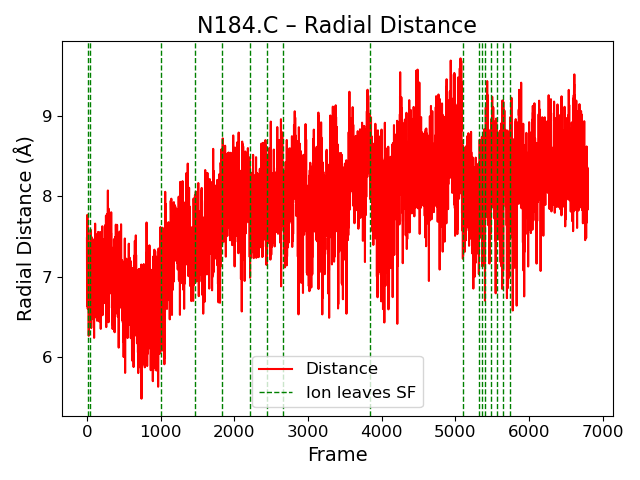 N184.C – Radial Distance
Radial Distance (Å)
9
8
7
6
Distance
Ion leaves SF
0 1000 2000 3000 4000 5000 6000 7000
Frame